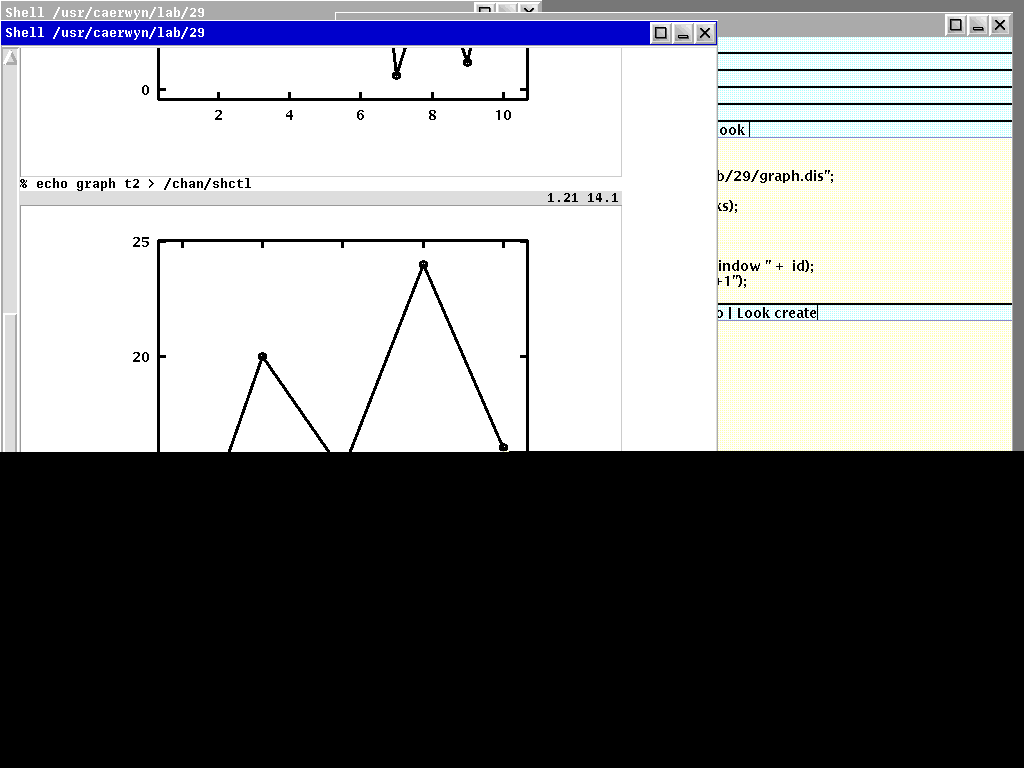 Shell /usr/caerwyn/lab/29
Shell /usr/caerwyn/lab/29
0
2 4 6 8 10
% echo graph t2 > /chan/shctl
1.21 14.1
25
20
ook
b/29/graph.dis";
ks);
indow " + id);
+1");
o | Look create